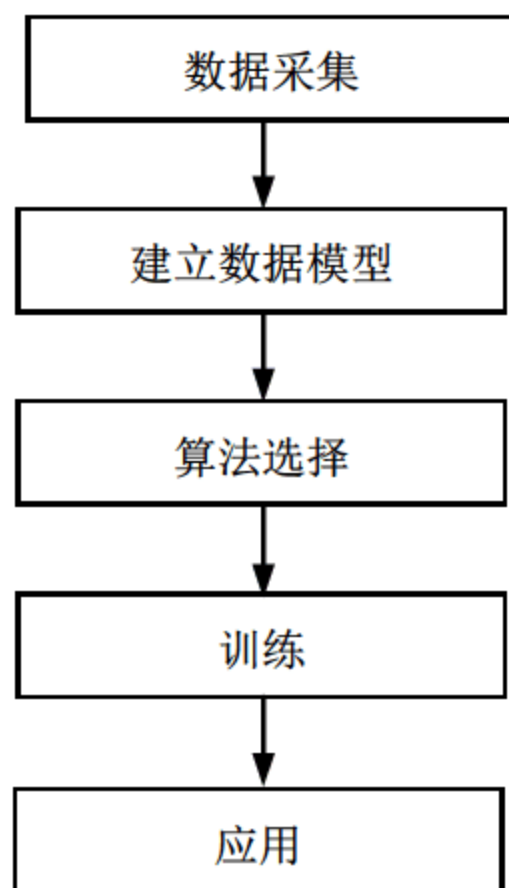 数据采集
建立数据模型
算法选择
训练
应用